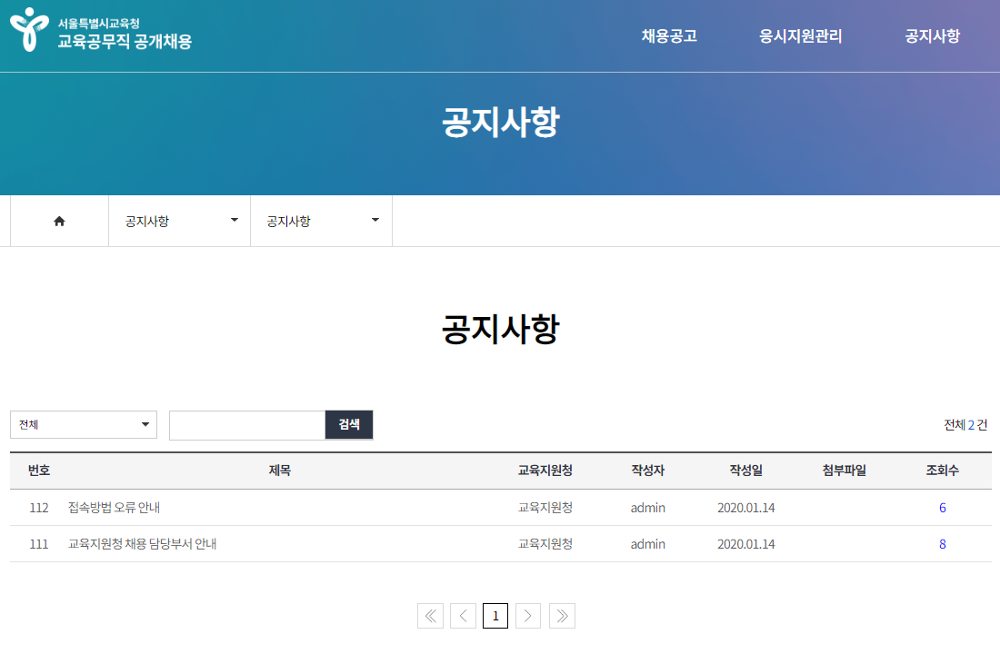 서울특별시교육청
교육공무직 공개채용
채용공고 응시지원관리 공지사항
공지사항
공지사항 공지사항
공지사항
전체 검색 전체 2 건
번호 제목 교육지원청 작성자 작성일 첨부파일 조회수
112 접속방법 오류 안내 교육지원청 admin 2020.01.14 6
111 교육지원청 채용 담당부서 안내 교육지원청 admin 2020.01.14 8
1